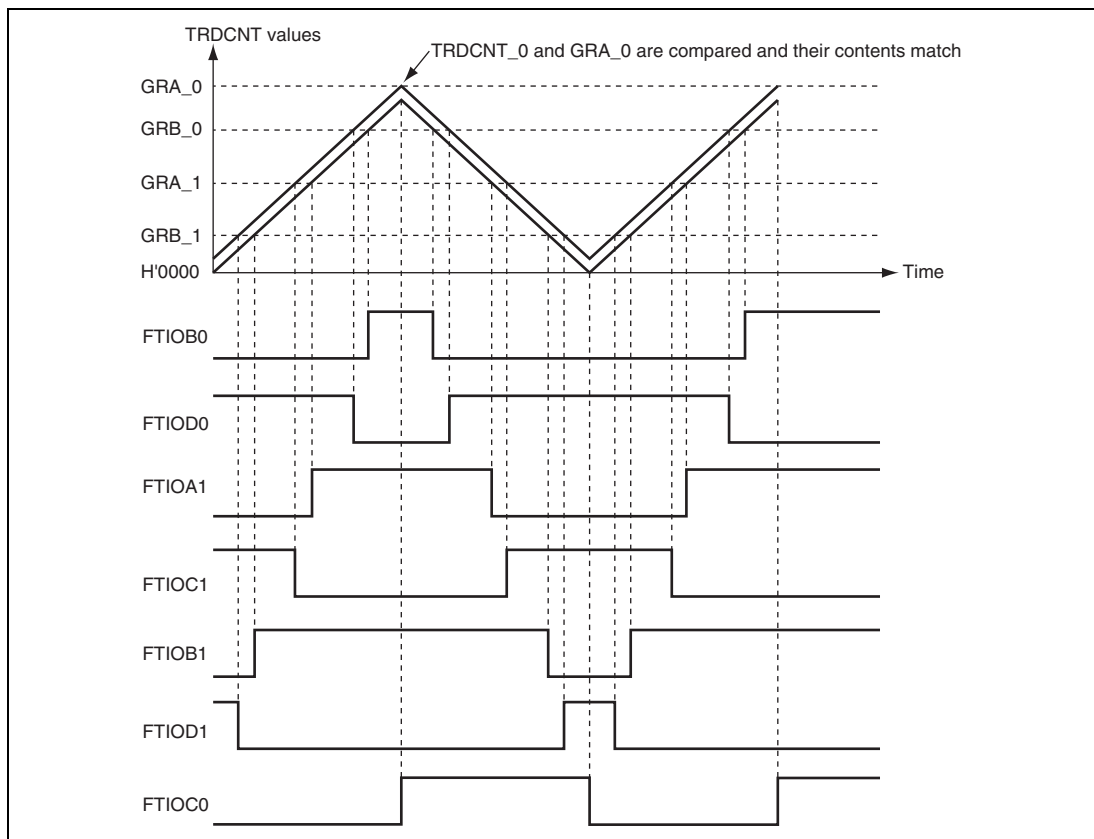 TRDCNT values
TRDCNT_0 and GRA_0 are compared and their contents match
GRA_0
GRB_0
GRA_1
GRB_1
H'0000
Time
FTIOB0
FTIOD0
FTIOA1
FTIOC1
FTIOB1
FTIOD1
FTIOC0